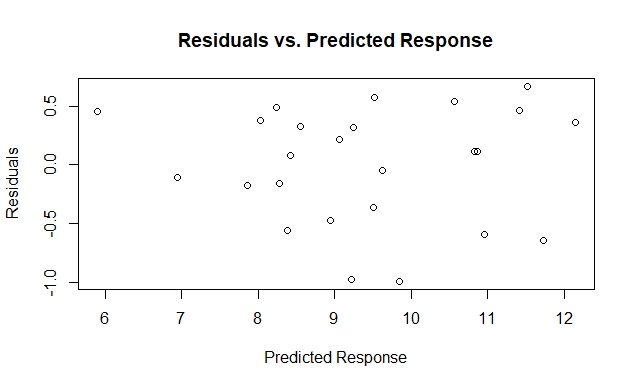 Residuals vs. Predicted Response
Residuals
0.5
0.0
-0.5
-1.0
6 7 8 9 10 11 12
Predicted Response